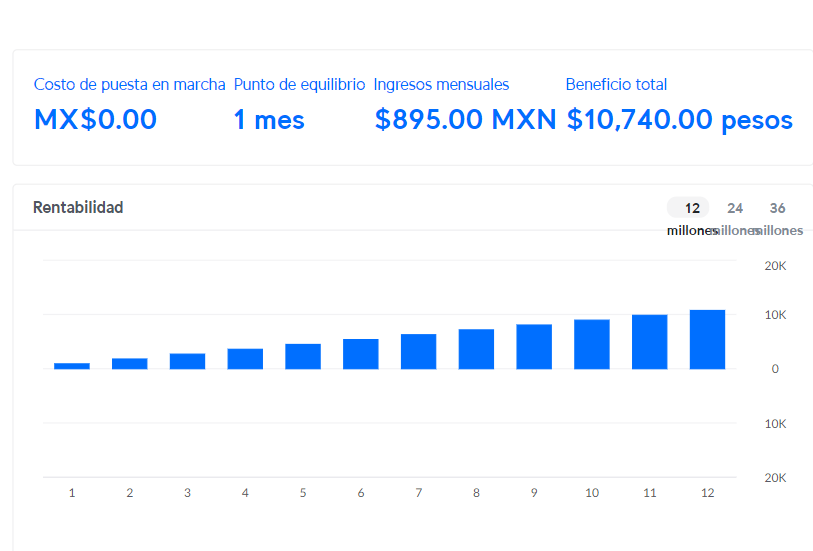 Costo de puesta en marcha Punto de equilibrio Ingresos mensuales Beneficio total
MX$0.00 1 mes $895.00 MXN $10,740.00 pesos
Rentabilidad 12 24 36
millones millones millones
20K
10K
0
10K
20K
1 2 3 4 5 6 7 8 9 10 11 12